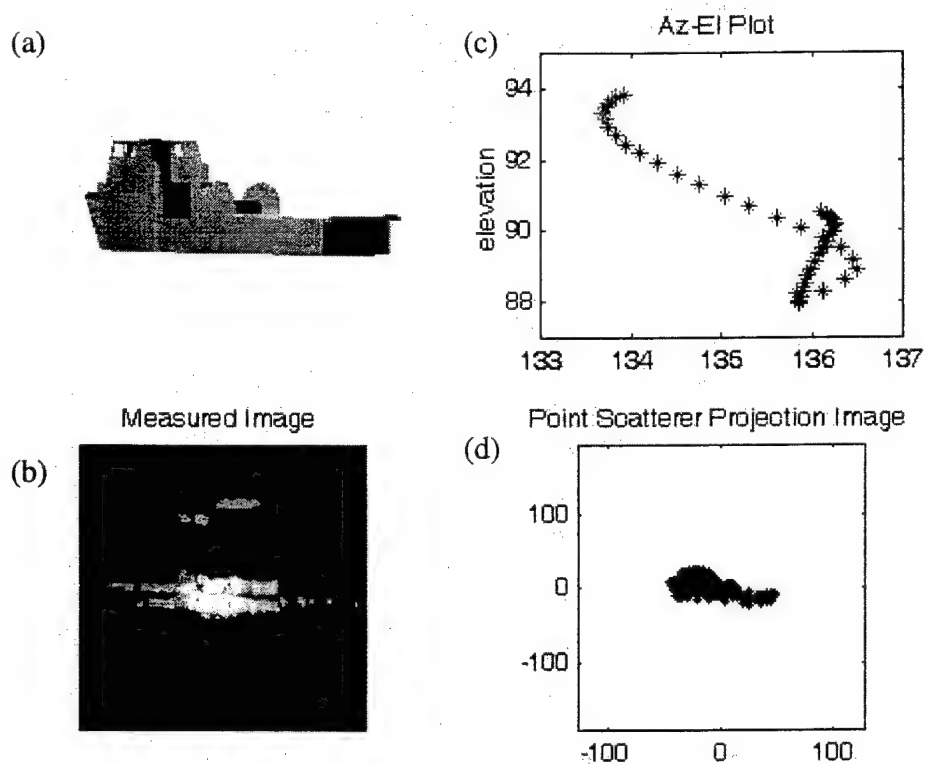 (a)
(c)
Az-El Plot
94
92
90
88
elevation
133
134
135
136
137
Measured Image
(b)
Point Scatterer Projection Image
(d)
100
0
-100
-100
0
100